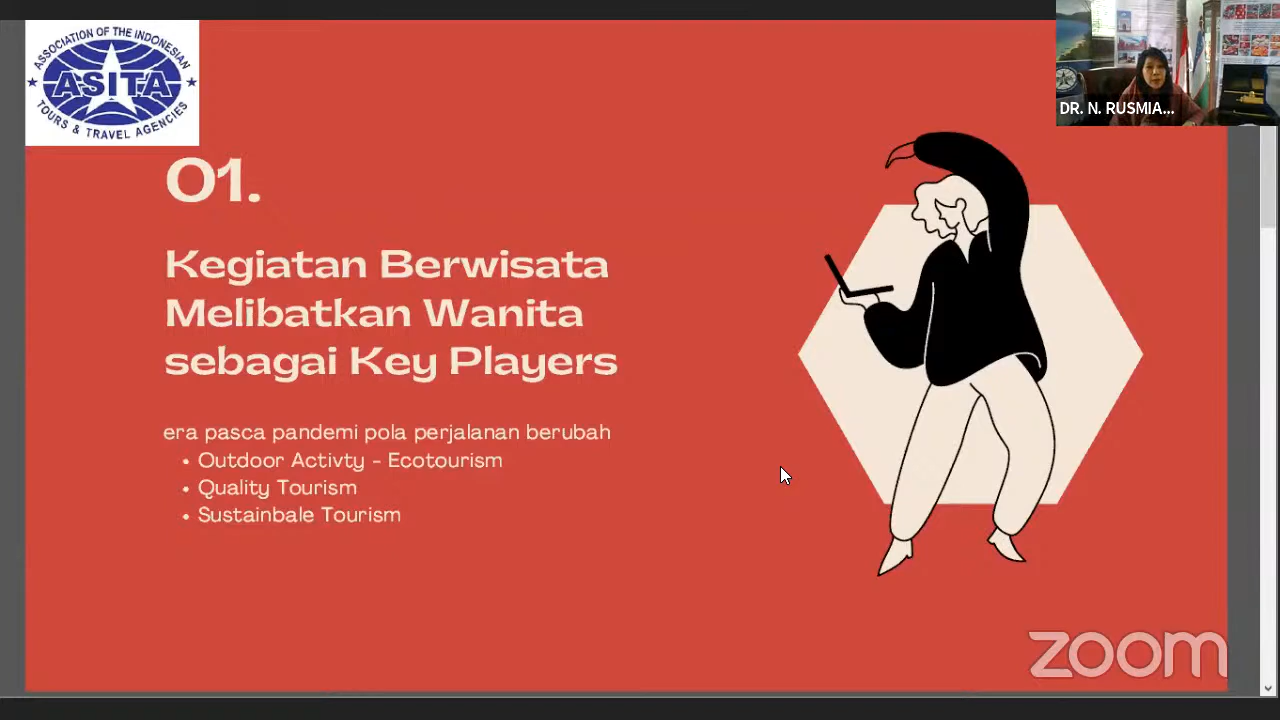 ASSOCIATION OF THE INDONESIAN
ASITA
TOURS & TRAVEL AGENCIES
DR. N. RUSMIA...
01.
Kegiatan Berwisata
Melibatkan Wanita
sebagai Key Players
era pasca pandemi pola perjalanan berubah
• Outdoor Activty - Ecotourism
• Quality Tourism
• Sustainbale Tourism
zoom